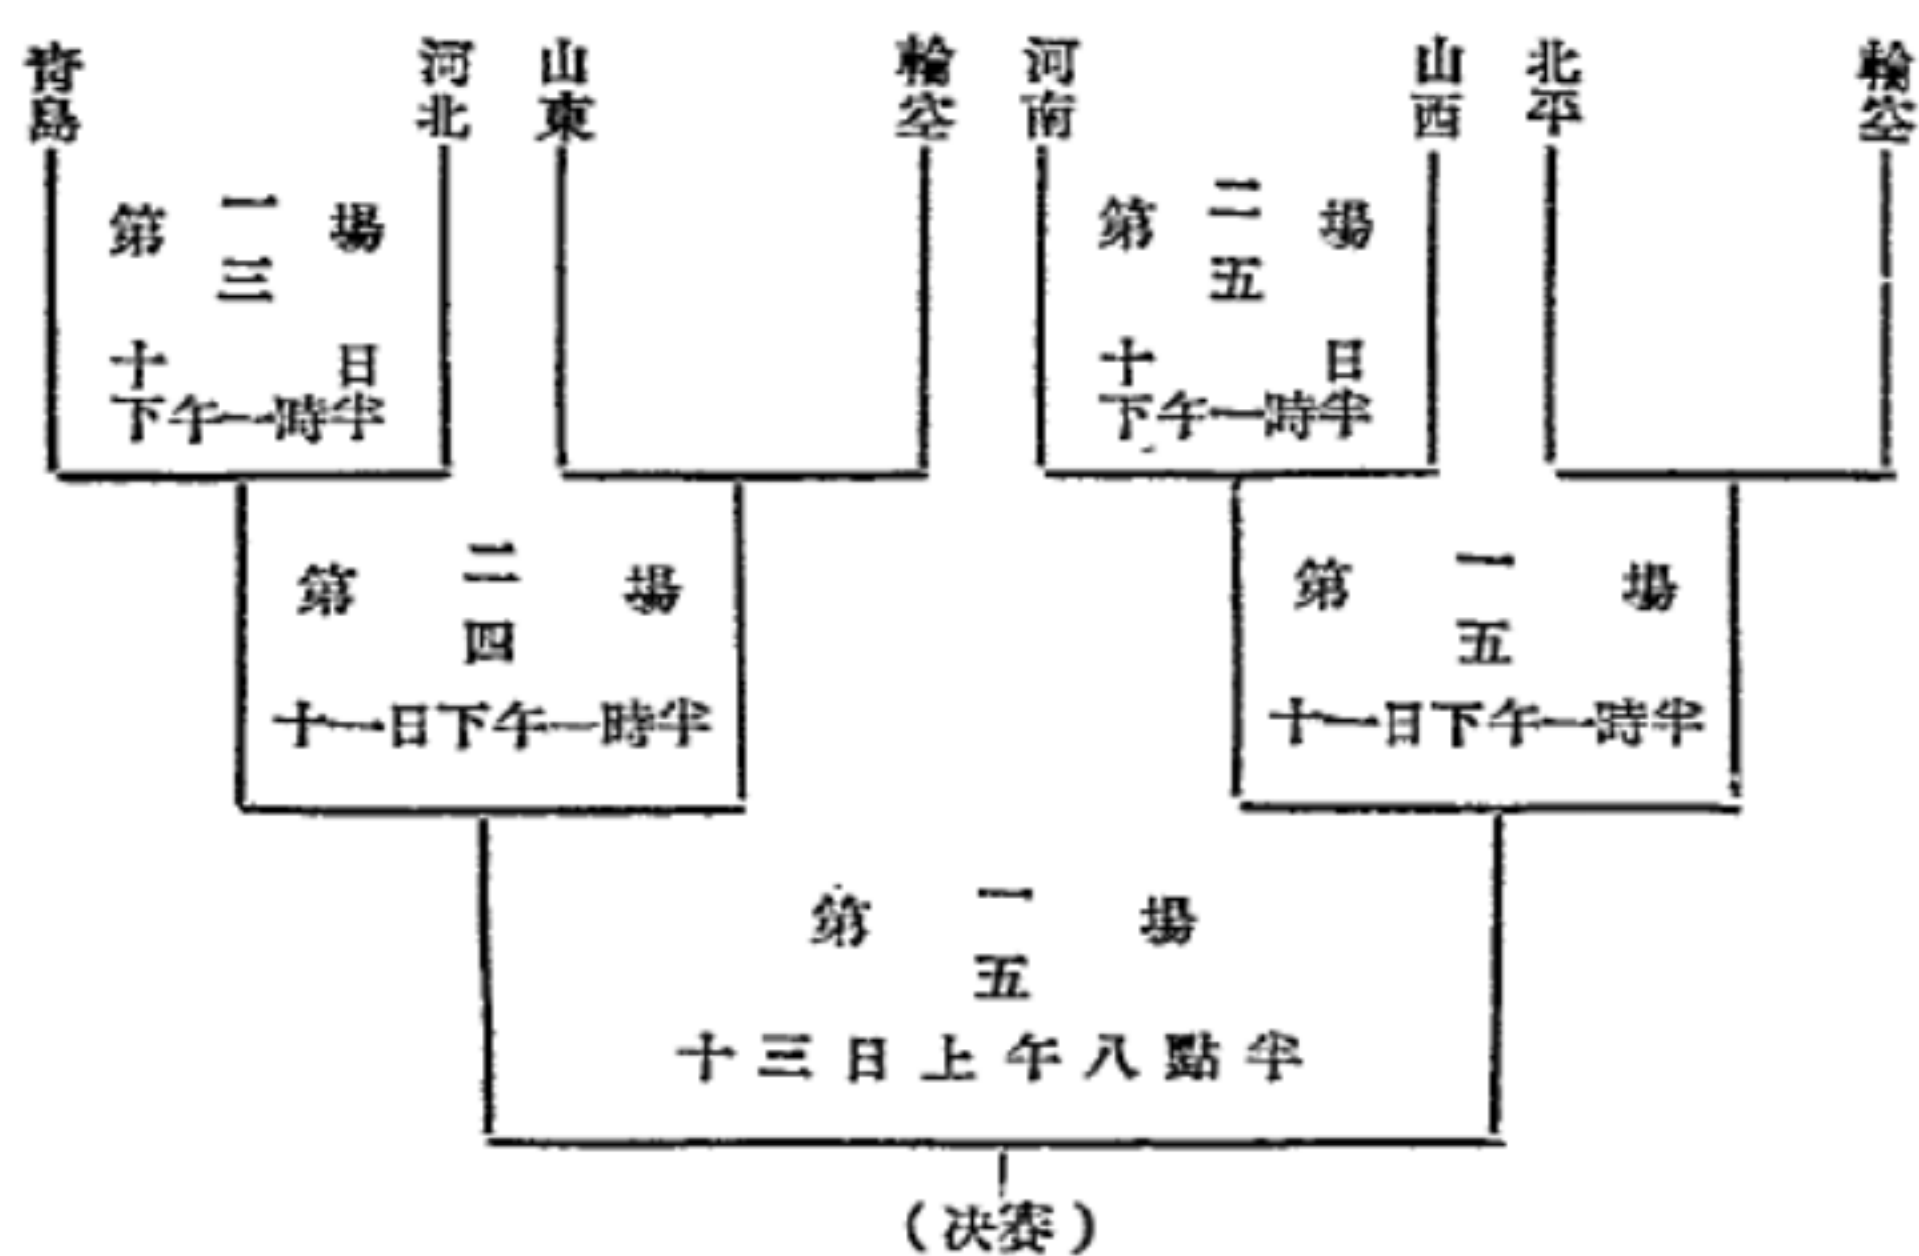 青島
河北
山東
輪空
河南
山西
北平
輪空
第一三場
十日
下午一時半
第二五場
十日
下午一時半
第二四場
十一日下午一時半
第一五場
十一日下午一時半
第一五場
十三日上午八點半
(决賽)